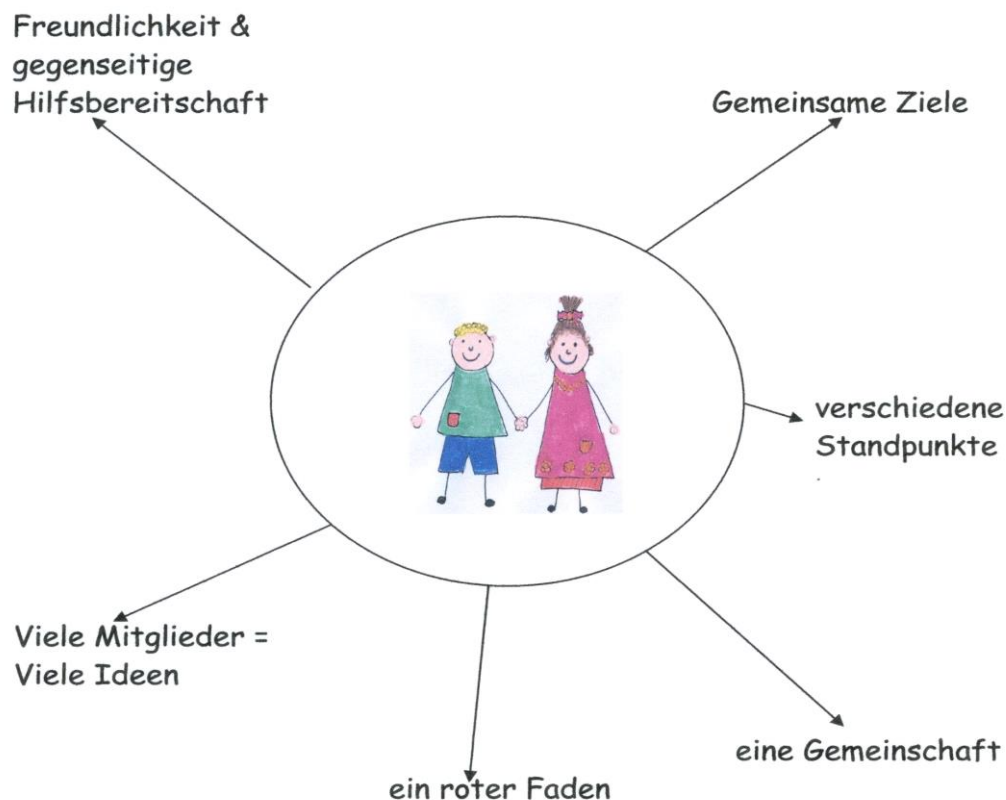 Freundlichkeit &
gegenseitige
Hilfsbereitschaft
Gemeinsame Ziele
verschiedene
Standpunkte
Viele Mitglieder =
Viele Ideen
eine Gemeinschaft
ein roter Faden